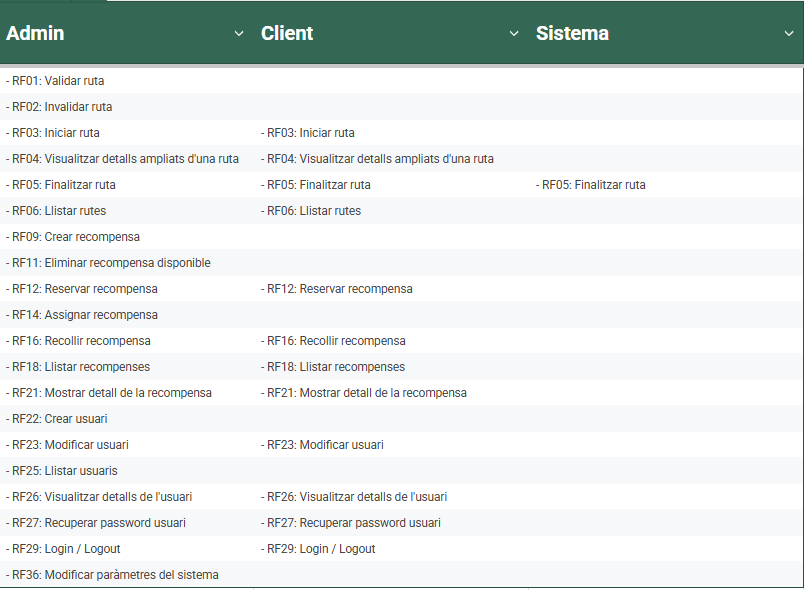 Admin Client Sistema
- RF01: Validar ruta
- RF02: Invalidar ruta
- RF03: Iniciar ruta - RF03: Iniciar ruta
- RF04: Visualitzar detalls ampliats d'una ruta - RF04: Visualitzar detalls ampliats d'una ruta
- RF05: Finalitzar ruta - RF05: Finalitzar ruta - RF05: Finalitzar ruta
- RF06: Llistar rutes - RF06: Llistar rutes
- RF09: Crear recompensa
- RF11: Eliminar recompensa disponible
- RF12: Reservar recompensa - RF12: Reservar recompensa
- RF14: Assignar recompensa
- RF16: Recollir recompensa - RF16: Recollir recompensa
- RF18: Llistar recompenses - RF18: Llistar recompenses
- RF21: Mostrar detall de la recompensa - RF21: Mostrar detall de la recompensa
- RF22: Crear usuari
- RF23: Modificar usuari - RF23: Modificar usuari
- RF25: Llistar usuaris
- RF26: Visualitzar detalls de l'usuari - RF26: Visualitzar detalls de l'usuari
- RF27: Recuperar password usuari - RF27: Recuperar password usuari
- RF29: Login / Logout - RF29: Login / Logout
- RF36: Modificar paràmetres del sistema